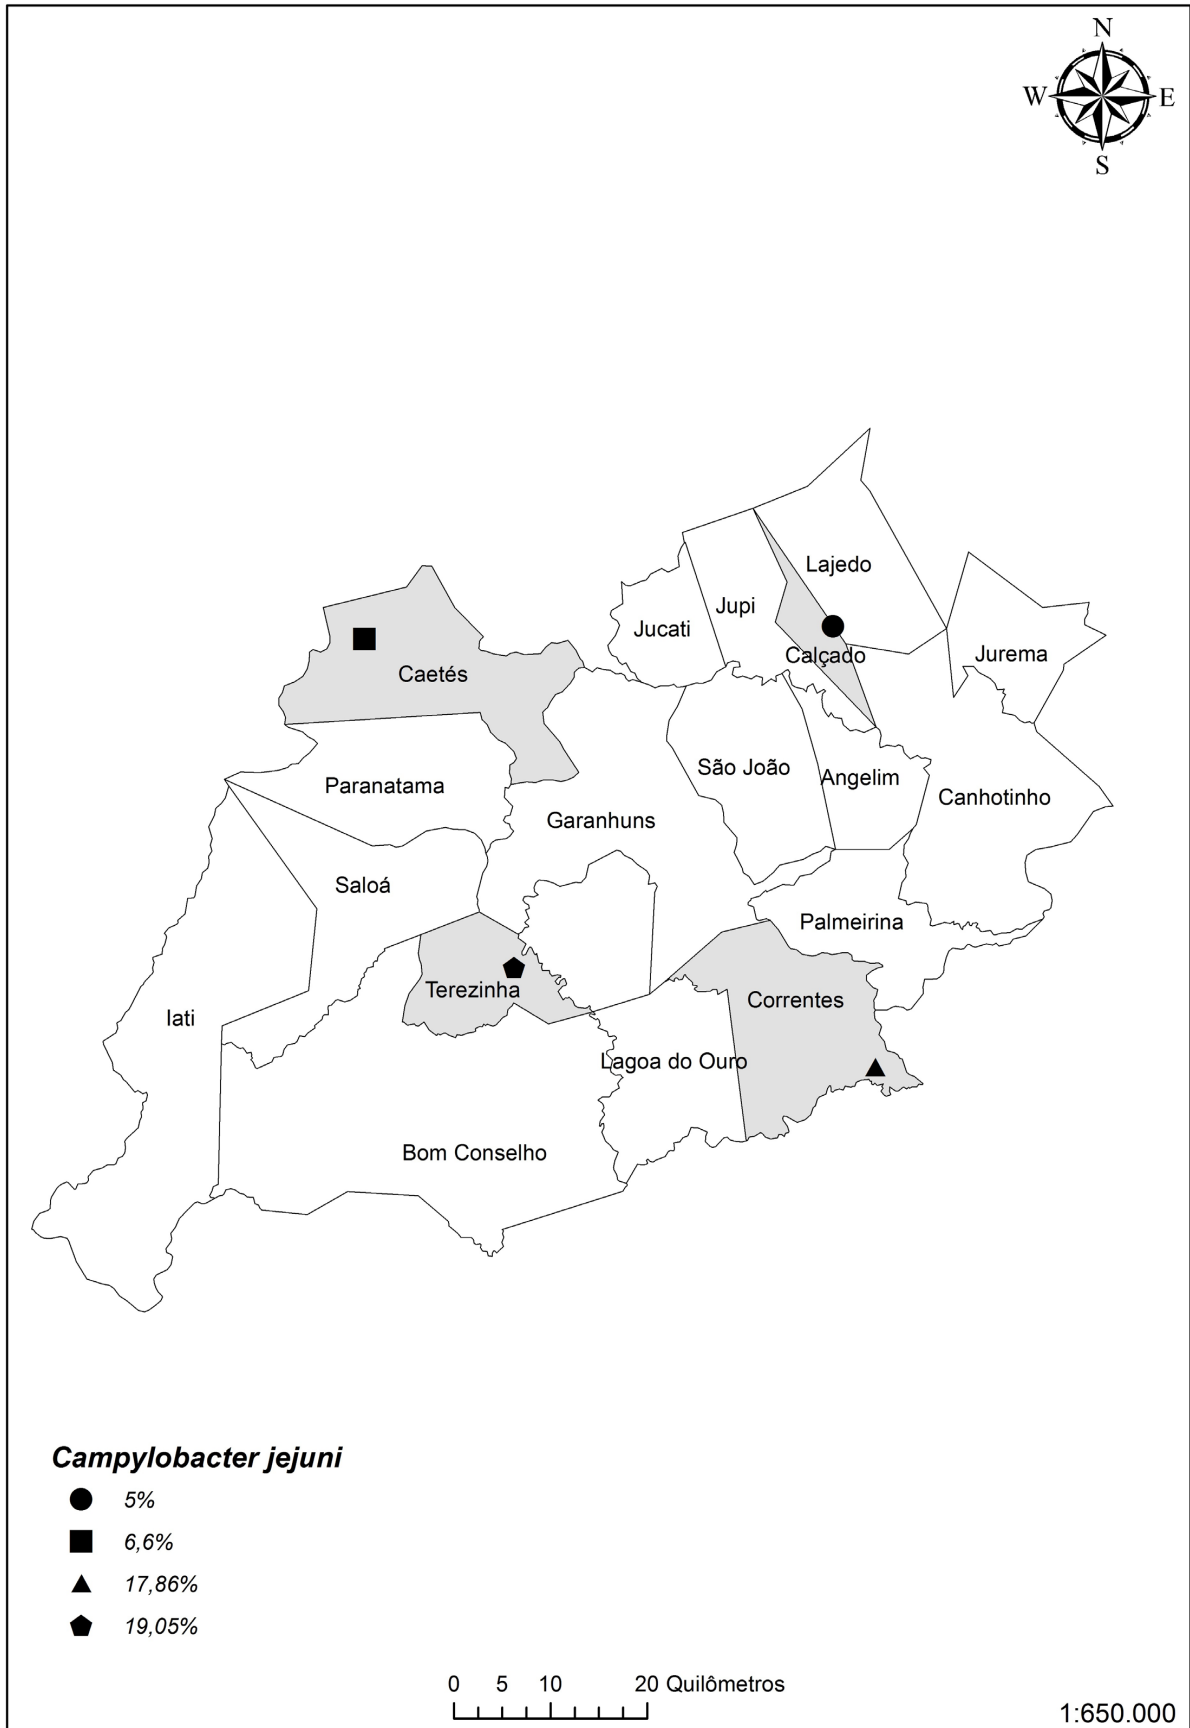 N
W E
S
Lajedo
Jupi
Jucati
Calçado
Jurema
Caetés
São João
Angelim
Paranatama
Canhotinho
Garanhuns
Saloá
Palmeirina
Terezinha
Correntes
Iati
Lagoa do Ouro
Bom Conselho
Campylobacter jejuni
5%
6,6%
17,86%
19,05%
0 5 10 20 Quilômetros
1:650.000